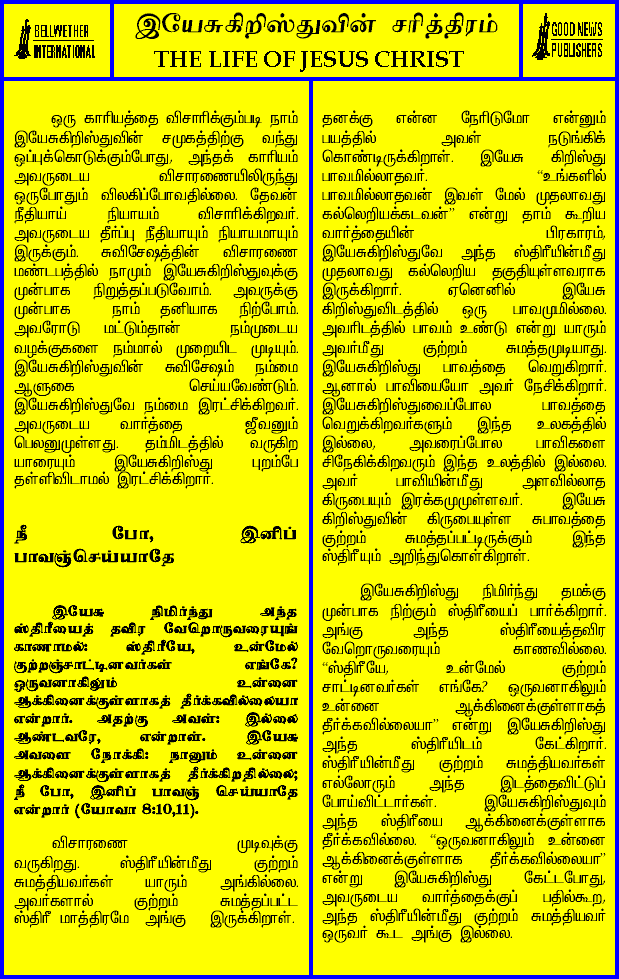 BELLWETHER
INTERNATIONAL
இயேசுகிறிஸ்துவின் சரித்திரம்
THE LIFE OF JESUS CHRIST
GOOD NEWS
PUBLISHERS
ஒரு காரியத்தை விசாரிக்கும்படி நாம்
இயேசுகிறிஸ்துவின் சமுகத்திற்கு வந்து
ஒப்புக்கொடுக்கும்போது, அந்தக் காரியம்
அவருடைய விசாரணையிலிருந்து
ஒருபோதும் விலகிப்போவதில்லை. தேவன்
நீதியாய் நியாயம் விசாரிக்கிறவர்.
அவருடைய தீர்ப்பு நீதியாயும் நியாயமாயும்
இருக்கும். சுவிசேஷத்தின் விசாரணை
மண்டபத்தில் நாமும் இயேசுகிறிஸ்துவுக்கு
முன்பாக நிறுத்தப்படுவோம். அவருக்கு
முன்பாக நாம் தனியாக நிற்போம்.
அவரோடு மட்டும்தான் நம்முடைய
வழக்குகளை நம்மால் முறையிட முடியும்.
இயேசுகிறிஸ்துவின் சுவிசேஷம் நம்மை
ஆளுகை செய்யவேண்டும்.
இயேசுகிறிஸ்துவே நம்மை இரட்சிக்கிறவர்.
அவருடைய வார்த்தை ஜீவனும்
பெலனுமுள்ளது. தம்மிடத்தில் வருகிற
யாரையும் இயேசுகிறிஸ்து புறம்பே
தள்ளிவிடாமல் இரட்சிக்கிறார்.
நீ போ, இனிப்
பாவஞ்செய்யாதே
இயேசு நிமிர்ந்து அந்த
ஸ்திரீயைத் தவிர வேறொருவரையுங்
காணாமல்: ஸ்திரீயே, உன்மேல்
குற்றஞ்சாட்டினவர்கள் எங்கே?
ஒருவனாகிலும் உன்னை
ஆக்கினைக்குள்ளாகத் தீர்க்கவில்லையா
என்றார். அதற்கு அவள்: இல்லை
ஆண்டவரே, என்றாள். இயேசு
அவளை நோக்கி: நானும் உன்னை
ஆக்கினைக்குள்ளாகத் தீர்க்கிறதில்லை;
நீ போ, இனிப் பாவஞ் செய்யாதே
என்றார் (யோவா 8:10,11).
விசாரணை முடிவுக்கு
வருகிறது. ஸ்திரீயின்மீது குற்றம்
சுமத்தியவர்கள் யாரும் அங்கில்லை.
அவர்களால் குற்றம் சுமத்தப்பட்ட
ஸ்திரீ மாத்திரமே அங்கு இருக்கிறாள்.
தனக்கு என்ன நேரிடுமோ என்னும்
பயத்தில் அவள் நடுங்கிக்
கொண்டிருக்கிறாள். இயேசு கிறிஸ்து
பாவமில்லாதவர். “உங்களில்
பாவமில்லாதவன் இவள் மேல் முதலாவது
கல்லெறியக்கடவன்” என்று தாம் கூறிய
வார்த்தையின் பிரகாரம்,
இயேசுகிறிஸ்துவே அந்த ஸ்திரீயின்மீது
முதலாவது கல்லெறிய தகுதியுள்ளவராக
இருக்கிறார். ஏனெனில் இயேசு
கிறிஸ்துவிடத்தில் ஒரு பாவமுமில்லை.
அவரிடத்தில் பாவம் உண்டு என்று யாரும்
அவர்மீது குற்றம் சுமத்தமுடியாது.
இயேசுகிறிஸ்து பாவத்தை வெறுக்கிறார்.
ஆனால் பாவியையோ அவர் நேசிக்கிறார்.
இயேசுகிறிஸ்துவைப்போல பாவத்தை
வெறுக்கிறவர்களும் இந்த உலகத்தில்
இல்லை, அவரைப்போல பாவிகளை
சிநேகிக்கிறவரும் இந்த உலத்தில் இல்லை.
அவர் பாவியின்மீது அளவில்லாத
கிருபையும் இரக்கமுமுள்ளவர். இயேசு
கிறிஸ்துவின் கிருபையுள்ள சுபாவத்தை
குற்றம் சுமத்தப்பட்டிருக்கும் இந்த
ஸ்திரீயும் அறிந்துகொள்கிறாள்.
இயேசுகிறிஸ்து நிமிர்ந்து தமக்கு
முன்பாக நிற்கும் ஸ்திரீயைப் பார்க்கிறார்.
அங்கு அந்த ஸ்திரீயைத்தவிர
வேறொருவரையும் காணவில்லை.
“ஸ்திரீயே, உன்மேல் குற்றம்
சாட்டினவர்கள் எங்கே? ஒருவனாகிலும்
உன்னை ஆக்கினைக்குள்ளாகத்
தீர்க்கவில்லையா” என்று இயேசுகிறிஸ்து
அந்த ஸ்திரீயிடம் கேட்கிறார்.
ஸ்திரீயின்மீது குற்றம் சுமத்தியவர்கள்
எல்லோரும் அந்த இடத்தைவிட்டுப்
போய்விட்டார்கள். இயேசுகிறிஸ்துவும்
அந்த ஸ்திரீயை ஆக்கினைக்குள்ளாக
தீர்க்கவில்லை. “ஒருவனாகிலும் உன்னை
ஆக்கினைக்குள்ளாக தீர்க்கவில்லையா”
என்று இயேசுகிறிஸ்து கேட்டபோது,
அவருடைய வார்த்தைக்குப் பதில்கூற,
அந்த ஸ்திரீயின்மீது குற்றம் சுமத்தியவர்
ஒருவர் கூட அங்கு இல்லை.